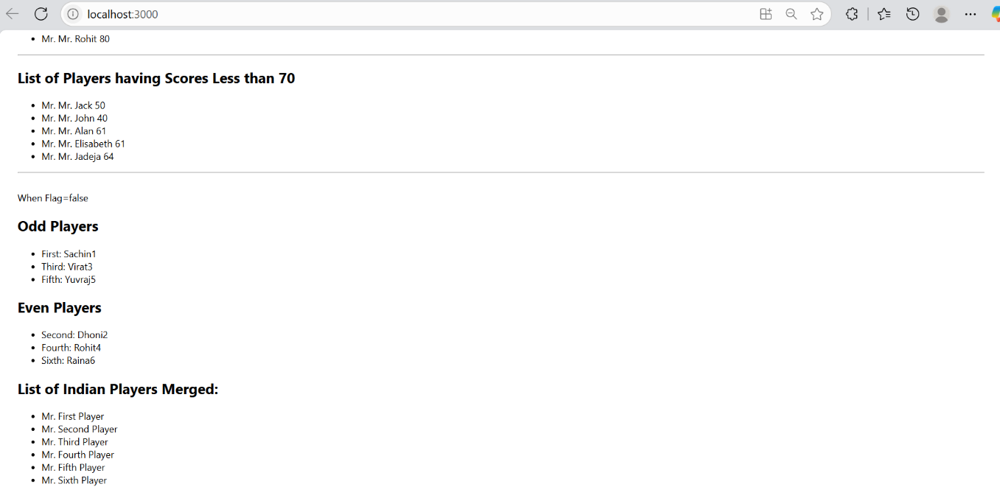 localhost:3000
Mr. Mr. Rohit 80
List of Players having Scores Less than 70
Mr. Mr. Jack 50
Mr. Mr. John 40
Mr. Mr. Alan 61
Mr. Mr. Elisabeth 61
Mr. Mr. Jadeja 64
When Flag=false
Odd Players
First: Sachin1
Third: Virat3
Fifth: Yuvraj5
Even Players
Second: Dhoni2
Fourth: Rohit4
Sixth: Raina6
List of Indian Players Merged:
Mr. First Player
Mr. Second Player
Mr. Third Player
Mr. Fourth Player
Mr. Fifth Player
Mr. Sixth Player